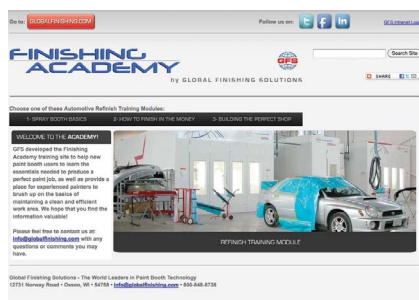 Go to: GLOBALFINISHING.COM
Follow us on:
GFS Intranet Log
FINISHING
ACADEMY
by GLOBAL FINISHING SOLUTIONS
GFS
Search Site
SHARE
Choose one of these Automotive Refinish Training Modules:
1- SPRAY BOOTH BASICS 2- HOW TO FINISH IN THE MONEY 3- BUILDING THE PERFECT SHOP
WELCOME TO THE ACADEMY!
GFS developed the Finishing
Academy training site to help new
paint booth users to learn the
essentials needed to produce a
perfect paint job, as well as provide a
place for experienced painters to
brush up on the basics of
maintaining a clean and efficient
work area. We hope that you find the
information valuable!
Please feel free to contact us at:
info@globalfinishing.com with any
questions or comments you may
have.
REFINISH TRAINING MODULE
Global Finishing Solutions - The World Leaders in Paint Booth Technology
12731 Norway Road • Osseo, WI • 54758 • info@globalfinishing.com • 800-848-8738